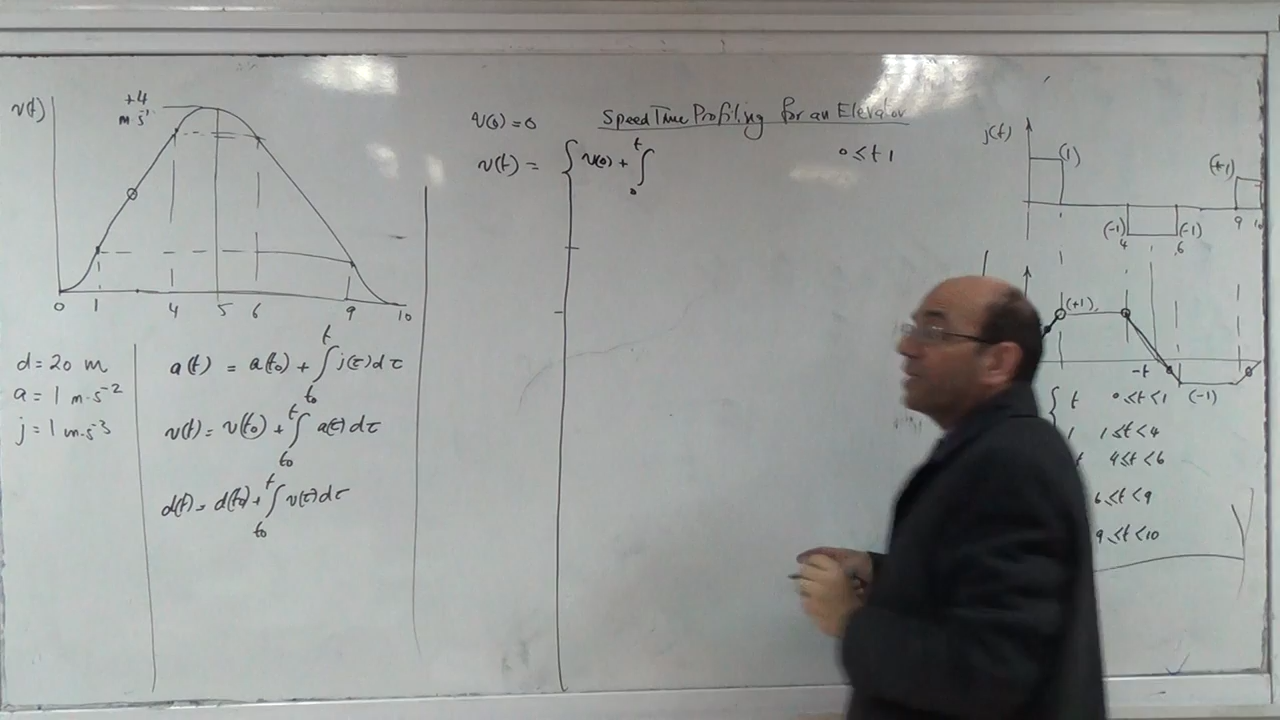 v(t)
+4
m s⁻¹
0 1 4 5 6 9 10
d = 20 m
a = 1 m·s⁻²
j = 1 m·s⁻³
a(t) = a(t₀) + ∫_{t₀}^{t} j(τ)dτ
v(t) = v(t₀) + ∫_{t₀}^{t} a(τ)dτ
d(t) = d(t₀) + ∫_{t₀}^{t} v(τ)dτ
v(0) = 0 Speed Time Profiling for an Elevator
v(t) = { v(0) + ∫_{0}^{t} 0 ≤ t 1
j(t)
(1)
(+1)
(-1) (-1)
4 6 9
(+1)
-t
(-1)
t 0 ≤ t < 1
1 1 ≤ t < 4
t 4 ≤ t < 6
6 ≤ t < 9
9 ≤ t < 10